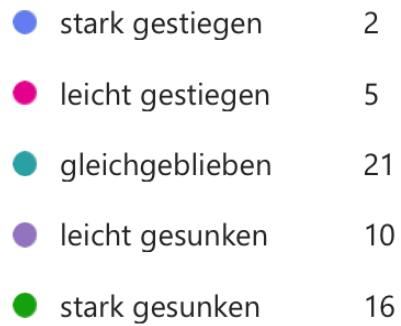 stark gestiegen 2
leicht gestiegen 5
gleichgeblieben 21
leicht gesunken 10
stark gesunken 16